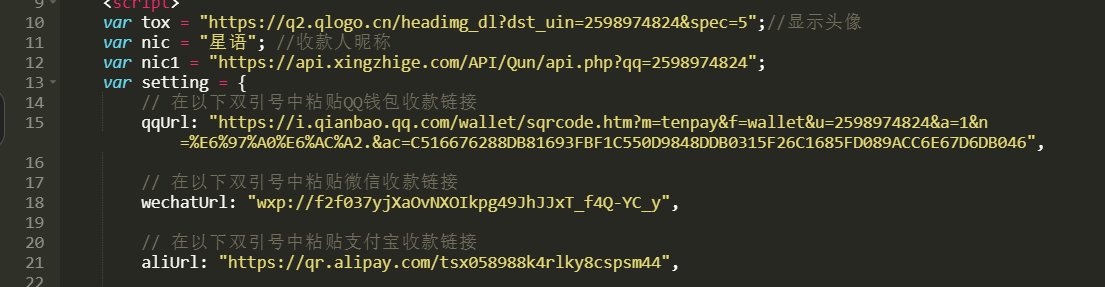 9 <script>
10 var tox = "https://q2.qlogo.cn/headimg_dl?dst_uin=2598974824&spec=5";//显示头像
11 var nic = "星语"; //收款人昵称
12 var nic1 = "https://api.xingzhige.com/API/Qun/api.php?qq=2598974824";
13 var setting = {
14 // 在以下双引号中粘贴QQ钱包收款链接
15 qqUrl: "https://i.qianbao.qq.com/wallet/sqrcode.htm?m=tenpay&f=wallet&u=2598974824&a=1&n
=%E6%97%A0%E6%AC%A2.&ac=C516676288DB81693FBF1C550D9848DDB0315F26C1685FD089ACC6E67D6DB046",
16
17 // 在以下双引号中粘贴微信收款链接
18 wechatUrl: "wxp://f2f037yjXaOvNXOIkpg49JhJJxT_f4Q-YC_y",
19
20 // 在以下双引号中粘贴支付宝收款链接
21 aliUrl: "https://qr.alipay.com/tsx058988k4rlky8cspsm44",
22